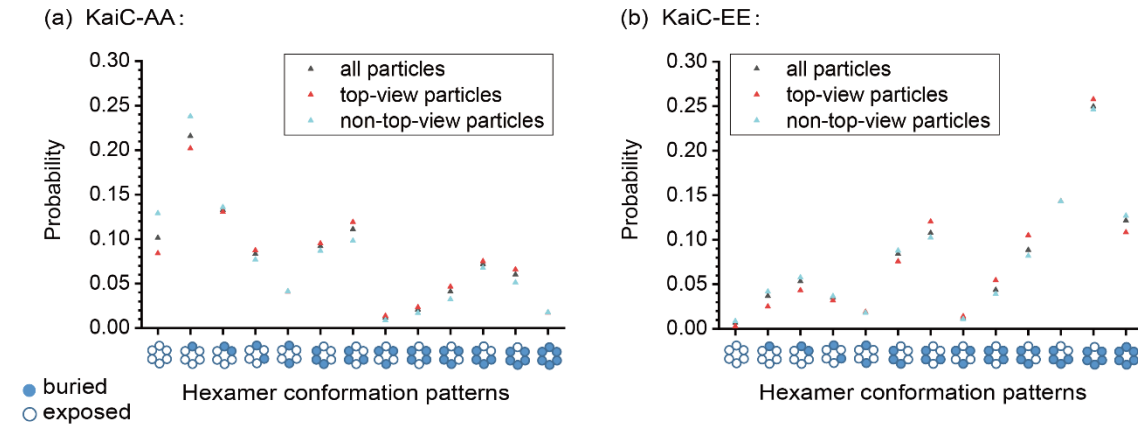 (a) KaiC-AA:
0.30
0.25
0.20
0.15
0.10
0.05
0.00
Probability
all particles
top-view particles
non-top-view particles
Hexamer conformation patterns
buried
exposed
(b) KaiC-EE:
0.30
0.25
0.20
0.15
0.10
0.05
0.00
Probability
all particles
top-view particles
non-top-view particles
Hexamer conformation patterns